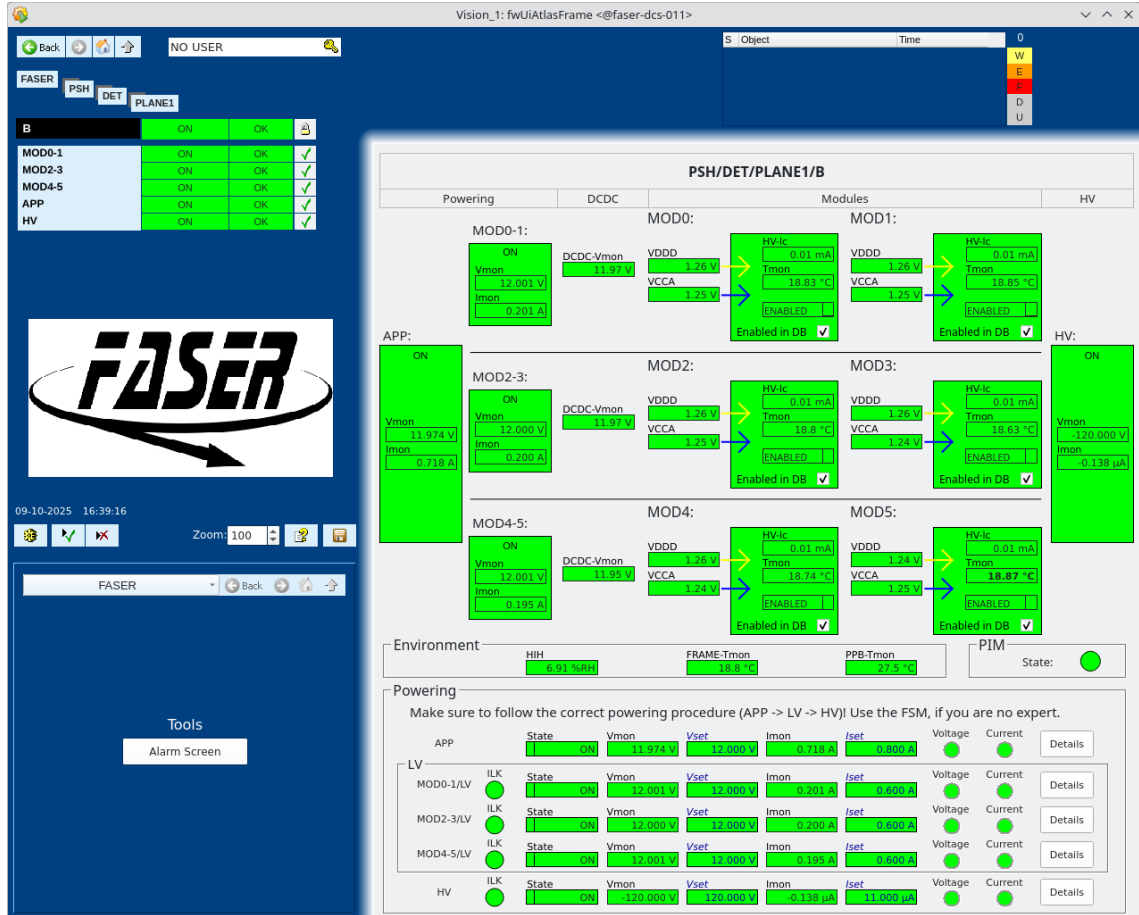 Vision_1: fwUiAtlasFrame <@faser-dcs-011>
Back NO USER
S Object Time 0
W
E
F
D
U
FASER PSH DET PLANE1
B ON OK
MOD0-1 ON OK
MOD2-3 ON OK
MOD4-5 ON OK
APP ON OK
HV ON OK
FASER
09-10-2025 16:39:16
Zoom: 100
FASER Back
Tools
Alarm Screen
PSH/DET/PLANE1/B
Powering DCDC Modules HV
MOD0-1:
ON
Vmon
12.001 V
Imon
0.201 A
DCDC-Vmon
11.97 V
MOD0:
VDDD
1.26 V
VCCA
1.25 V
HV-Ic
0.01 mA
Tmon
18.83 °C
ENABLED
Enabled in DB
MOD1:
VDDD
1.26 V
VCCA
1.25 V
HV-Ic
0.01 mA
Tmon
18.85 °C
ENABLED
Enabled in DB
APP:
ON
Vmon
11.974 V
Imon
0.718 A
MOD2-3:
ON
Vmon
12.000 V
Imon
0.200 A
DCDC-Vmon
11.97 V
MOD2:
VDDD
1.26 V
VCCA
1.25 V
HV-Ic
0.01 mA
Tmon
18.8 °C
ENABLED
Enabled in DB
MOD3:
VDDD
1.26 V
VCCA
1.24 V
HV-Ic
0.01 mA
Tmon
18.63 °C
ENABLED
Enabled in DB
HV:
ON
Vmon
-120.000 V
Imon
-0.138 µA
MOD4-5:
ON
Vmon
12.001 V
Imon
0.195 A
DCDC-Vmon
11.95 V
MOD4:
VDDD
1.26 V
VCCA
1.24 V
HV-Ic
0.01 mA
Tmon
18.74 °C
ENABLED
Enabled in DB
MOD5:
VDDD
1.24 V
VCCA
1.25 V
HV-Ic
0.01 mA
Tmon
18.87 °C
ENABLED
Enabled in DB
Environment
HIH FRAME-Tmon PPB-Tmon
6.91 %RH 18.8 °C 27.5 °C
PIM
State:
Powering
Make sure to follow the correct powering procedure (APP -> LV -> HV)! Use the FSM, if you are no expert.
State Vmon Vset Imon Iset Voltage Current
APP ON 11.974 V 12.000 V 0.718 A 0.800 A Details
LV
ILK State Vmon Vset Imon Iset Voltage Current
MOD0-1/LV ON 12.001 V 12.000 V 0.201 A 0.600 A Details
ILK State Vmon Vset Imon Iset Voltage Current
MOD2-3/LV ON 12.000 V 12.000 V 0.200 A 0.600 A Details
ILK State Vmon Vset Imon Iset Voltage Current
MOD4-5/LV ON 12.001 V 12.000 V 0.195 A 0.600 A Details
ILK State Vmon Vset Imon Iset Voltage Current
HV ON -120.000 V 120.000 V -0.138 µA 11.000 µA Details